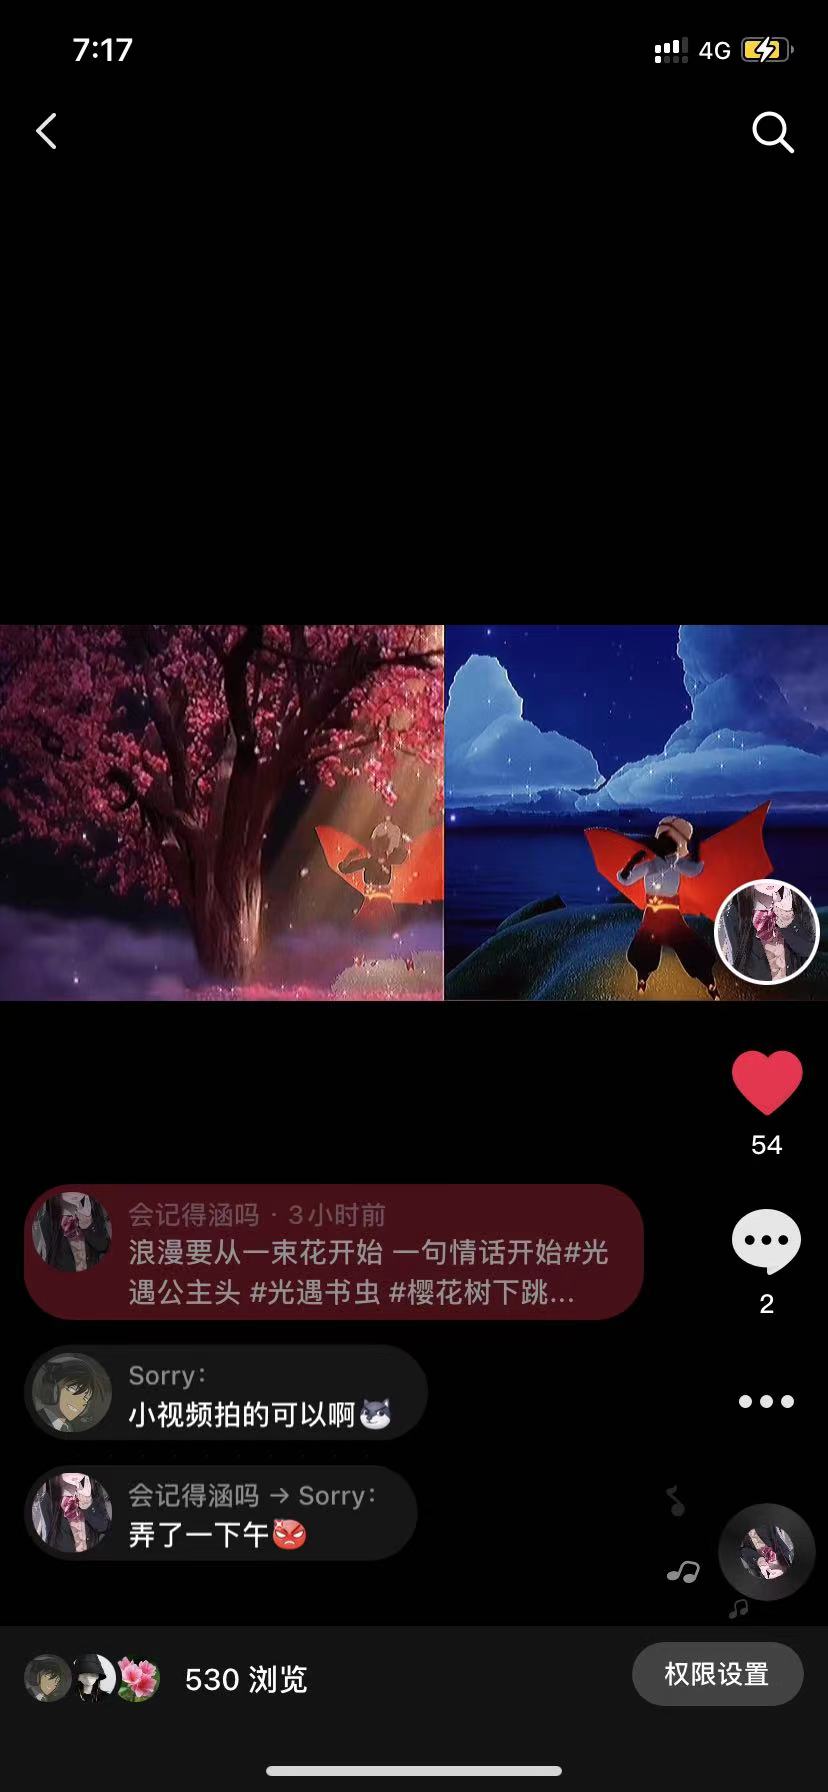 7:17
4G
54
会记得涵吗 · 3小时前
浪漫要从一束花开始 一句情话开始#光
遇公主头 #光遇书虫 #樱花树下跳...
2
Sorry:
小视频拍的可以啊
会记得涵吗 → Sorry:
弄了一下午
530 浏览
权限设置